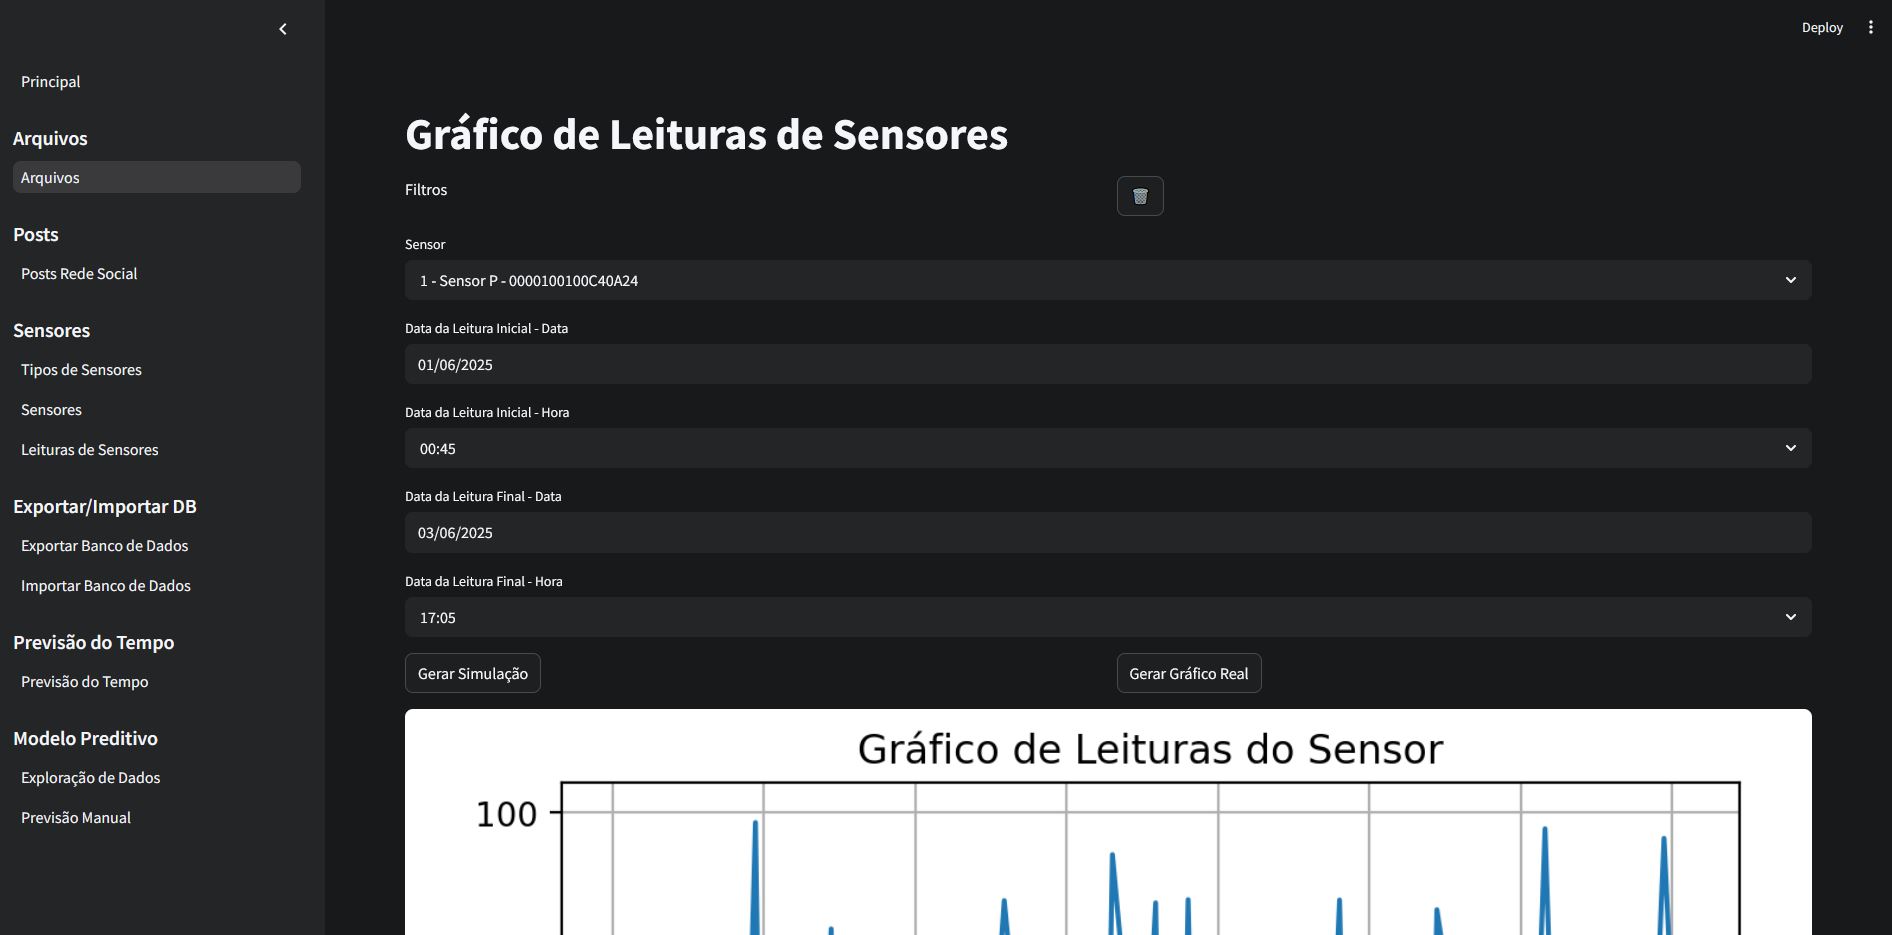 Deploy
Principal
Arquivos
Arquivos
Posts
Posts Rede Social
Sensores
Tipos de Sensores
Sensores
Leituras de Sensores
Exportar/Importar DB
Exportar Banco de Dados
Importar Banco de Dados
Previsão do Tempo
Previsão do Tempo
Modelo Preditivo
Exploração de Dados
Previsão Manual
Gráfico de Leituras de Sensores
Filtros
Sensor
1 - Sensor P - 0000100100C40A24
Data da Leitura Inicial - Data
01/06/2025
Data da Leitura Inicial - Hora
00:45
Data da Leitura Final - Data
03/06/2025
Data da Leitura Final - Hora
17:05
Gerar Simulação
Gerar Gráfico Real
Gráfico de Leituras do Sensor
100